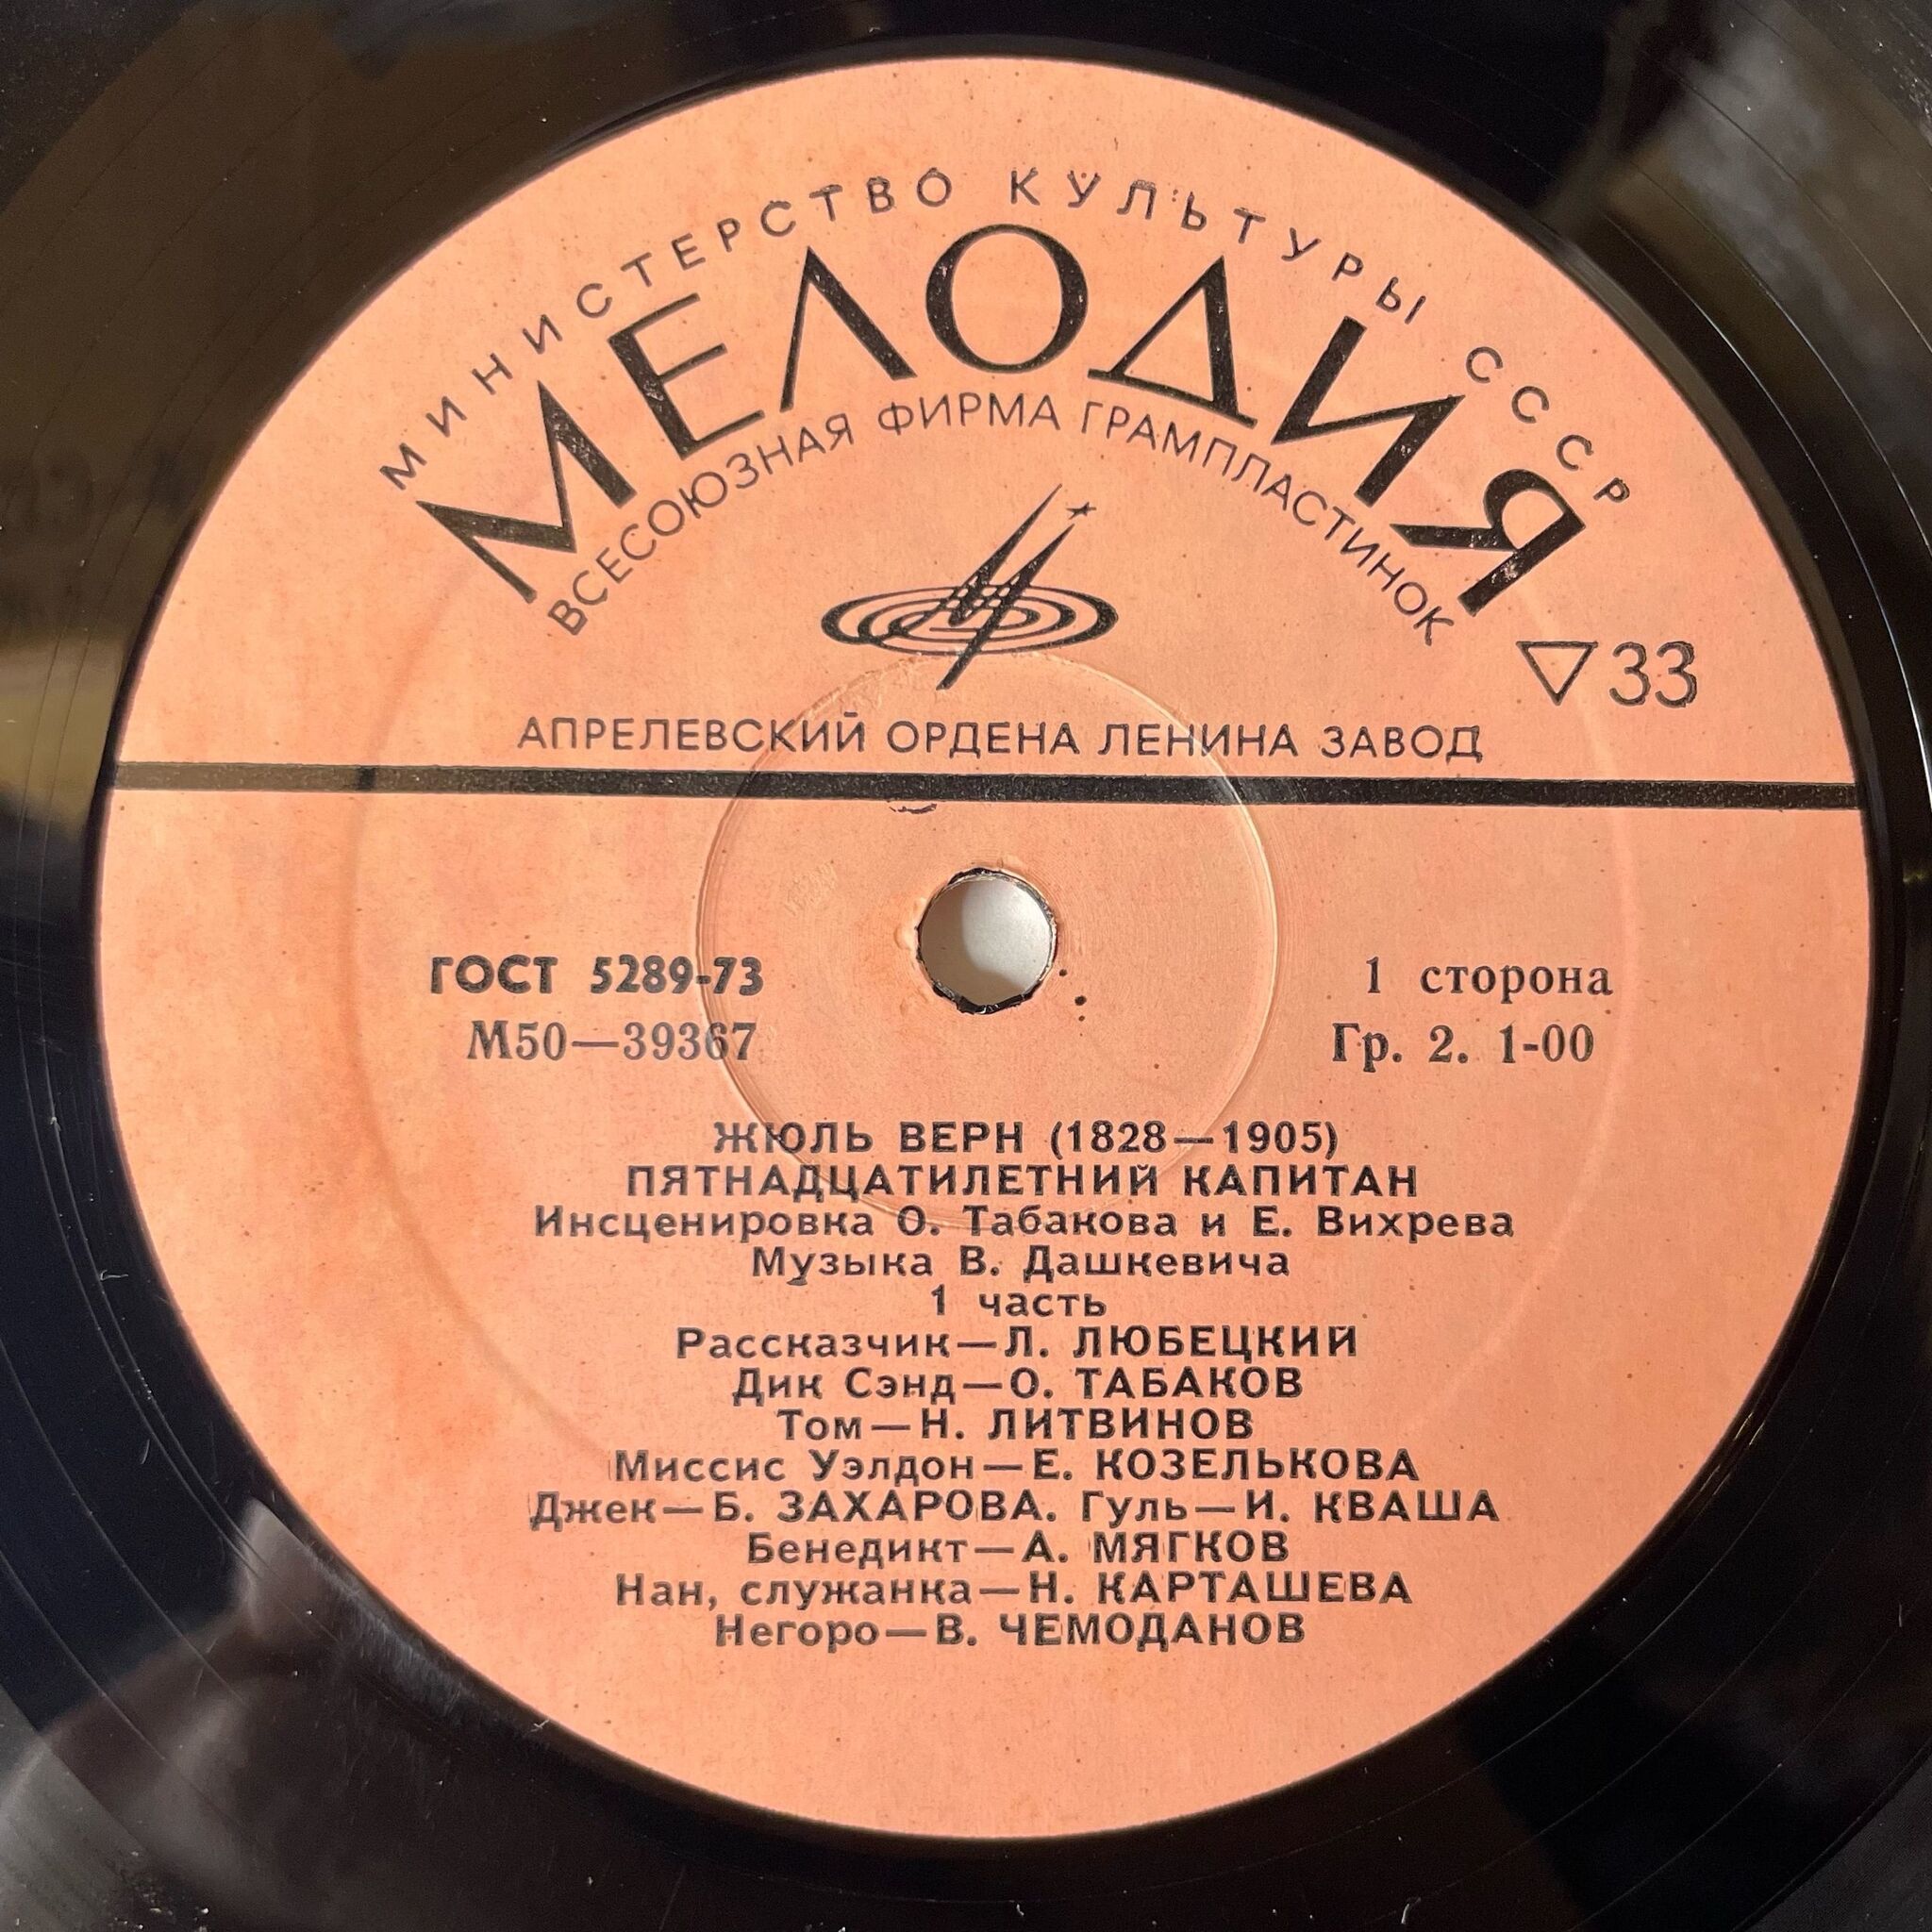 МИНИСТЕРСТВО КУЛЬТУРЫ СССР
МЕЛОДИЯ
ВСЕСОЮЗНАЯ ФИРМА ГРАМПЛАСТИНОК
33
АПРЕЛЕВСКИЙ ОРДЕНА ЛЕНИНА ЗАВОД
ГОСТ 5289-73
М50—39367
1 сторона
Гр. 2. 1-00
ЖЮЛЬ ВЕРН (1828—1905)
ПЯТНАДЦАТИЛЕТНИЙ КАПИТАН
Инсценировка О. Табакова и Е. Вихрева
Музыка В. Дашкевича
1 часть
Рассказчик—Л. ЛЮБЕЦКИЙ
Дик Сэнд—О. ТАБАКОВ
Том—Н. ЛИТВИНОВ
Миссис Уэлдон—Е. КОЗЕЛЬКОВА
Джек—Б. ЗАХАРОВА. Гуль—И. КВАША
Бенедикт—А. МЯГКОВ
Нан, служанка—Н. КАРТАШЕВА
Негоро—В. ЧЕМОДАНОВ